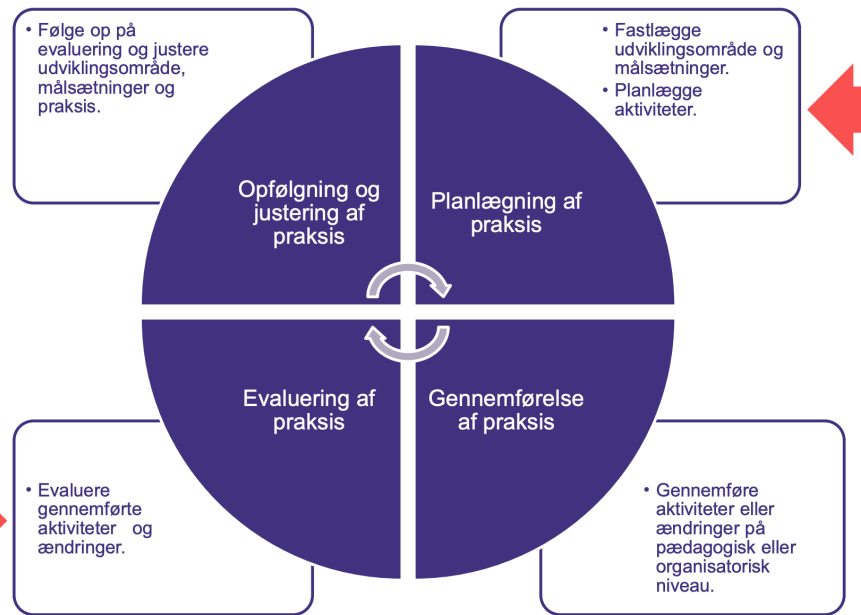 • Følge op på
evaluering og justere
udviklingsområde,
målsætninger og
praksis.
• Fastlægge
udviklingsområde og
målsætninger.
• Planlægge
aktiviteter.
Opfølgning og
justering af
praksis
Planlægning af
praksis
Evaluering af
praksis
Gennemførelse
af praksis
• Evaluere
gennemførte
aktiviteter og
ændringer.
• Gennemføre
aktiviteter eller
ændringer på
pædagogisk eller
organisatorisk
niveau.